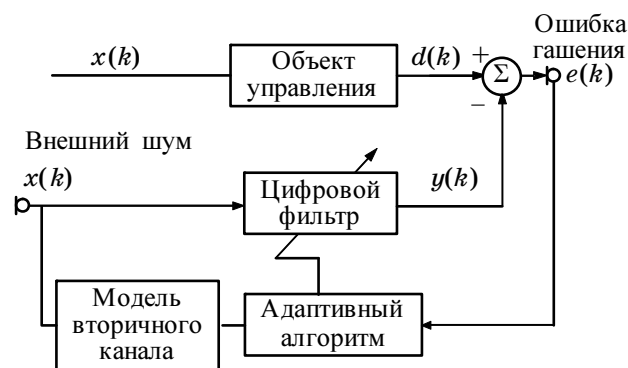 Ошибка
гашения
x(k)
Объект
управления
d(k)
+
Σ
e(k)
−
Внешний шум
x(k)
Цифровой
фильтр
y(k)
Модель
вторичного
канала
Адаптивный
алгоритм